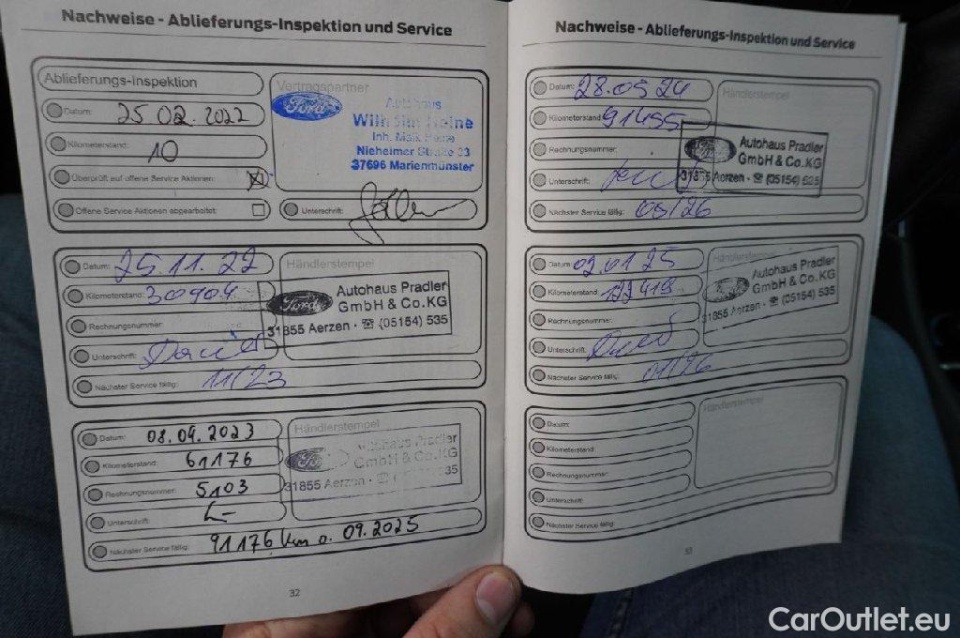 Nachweise - Ablieferungs-Inspektion und Service
Ablieferungs-Inspektion
Datum: 25 02. 2022
Kilometerstand: 10
Überprüft auf offene Service Aktionen:
Offene Service Aktionen abgearbeitet:
Vertragspartner
Ford
Autohaus
Wilhelm Heine
Inh. Maik Heine
Nieheimer Straße 23
37696 Marienmünster
Unterschrift:
Datum: 25.11.22
Kilometerstand: 30904
Rechnungsnummer:
Unterschrift:
Nächster Service fällig: 11/23
Händlerstempel
Ford
Autohaus Pradler
GmbH & Co.KG
31855 Aerzen · ☎ (05154) 535
Datum: 08.09.2023
Kilometerstand: 61176
Rechnungsnummer: 5103
Unterschrift:
Nächster Service fällig: 91176 km o. 09.2025
Händlerstempel
Autohaus Pradler
GmbH & Co.KG
31855 Aerzen · ☎ 35
32
Nachweise - Ablieferungs-Inspektion und Service
Datum: 28.05.24
Kilometerstand: 91455
Rechnungsnummer:
Unterschrift:
Nächster Service fällig: 05/26
Händlerstempel
Autohaus Pradler
GmbH & Co.KG
31855 Aerzen · ☎ (05154) 535
Datum: 02.01.25
Kilometerstand: 122419
Rechnungsnummer:
Unterschrift:
Nächster Service fällig: 01/26
Händlerstempel
Autohaus Pradler
GmbH & Co.KG
31855 Aerzen · ☎ (05154) 535
Datum:
Kilometerstand:
Rechnungsnummer:
Unterschrift:
Nächster Service fällig:
Händlerstempel
CarOutlet.eu